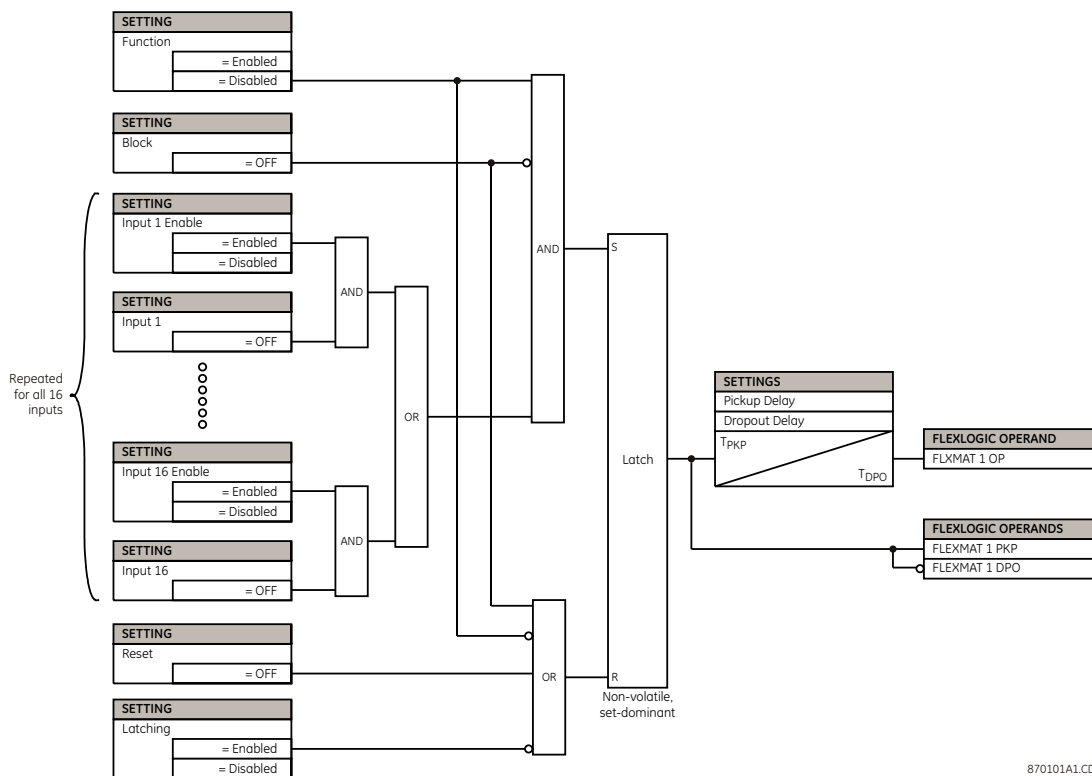 SETTING
Function
= Enabled
= Disabled
SETTING
Block
= OFF
SETTING
Input 1 Enable
= Enabled
= Disabled
SETTING
Input 1
= OFF
Repeated
for all 16
inputs
SETTING
Input 16 Enable
= Enabled
= Disabled
SETTING
Input 16
= OFF
SETTING
Reset
= OFF
SETTING
Latching
= Enabled
= Disabled
AND
AND
OR
AND
OR
S
Latch
R
Non-volatile,
set-dominant
SETTINGS
Pickup Delay
Dropout Delay
TPKP
TDPO
FLEXLOGIC OPERAND
FLXMAT 1 OP
FLEXLOGIC OPERANDS
FLEXMAT 1 PKP
FLEXMAT 1 DPO